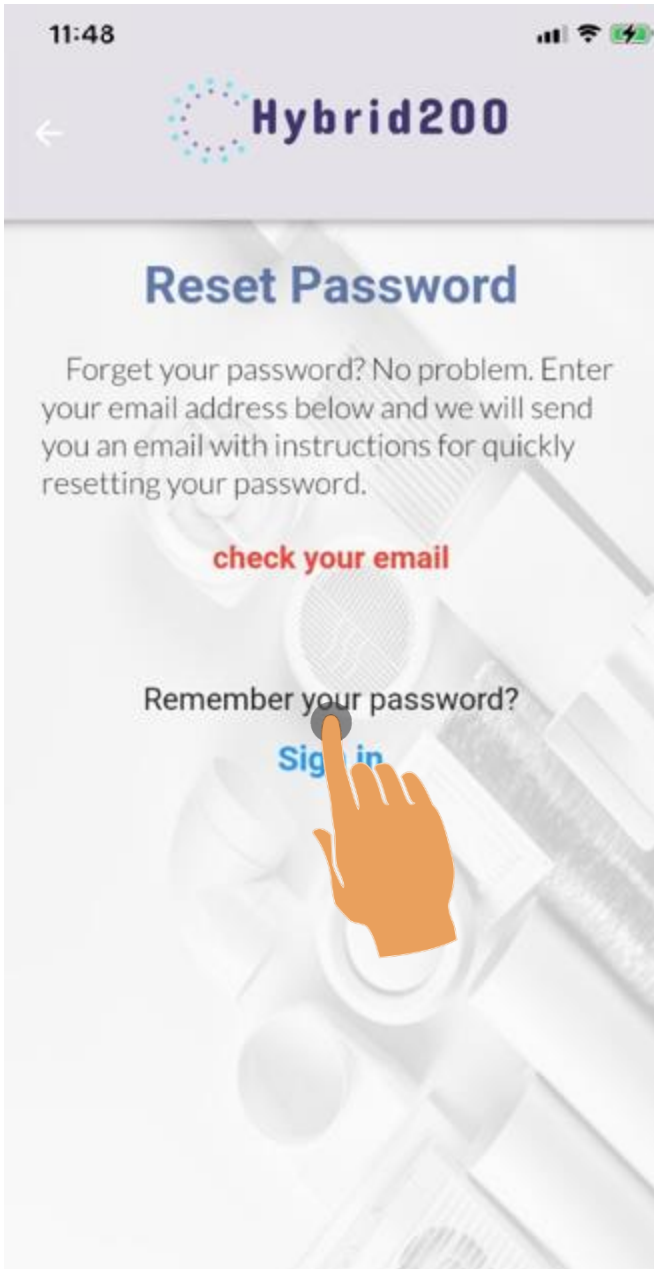 11:48
Hybrid200
Reset Password
Forget your password? No problem. Enter
your email address below and we will send
you an email with instructions for quickly
resetting your password.
check your email
Remember your password?
Sign in